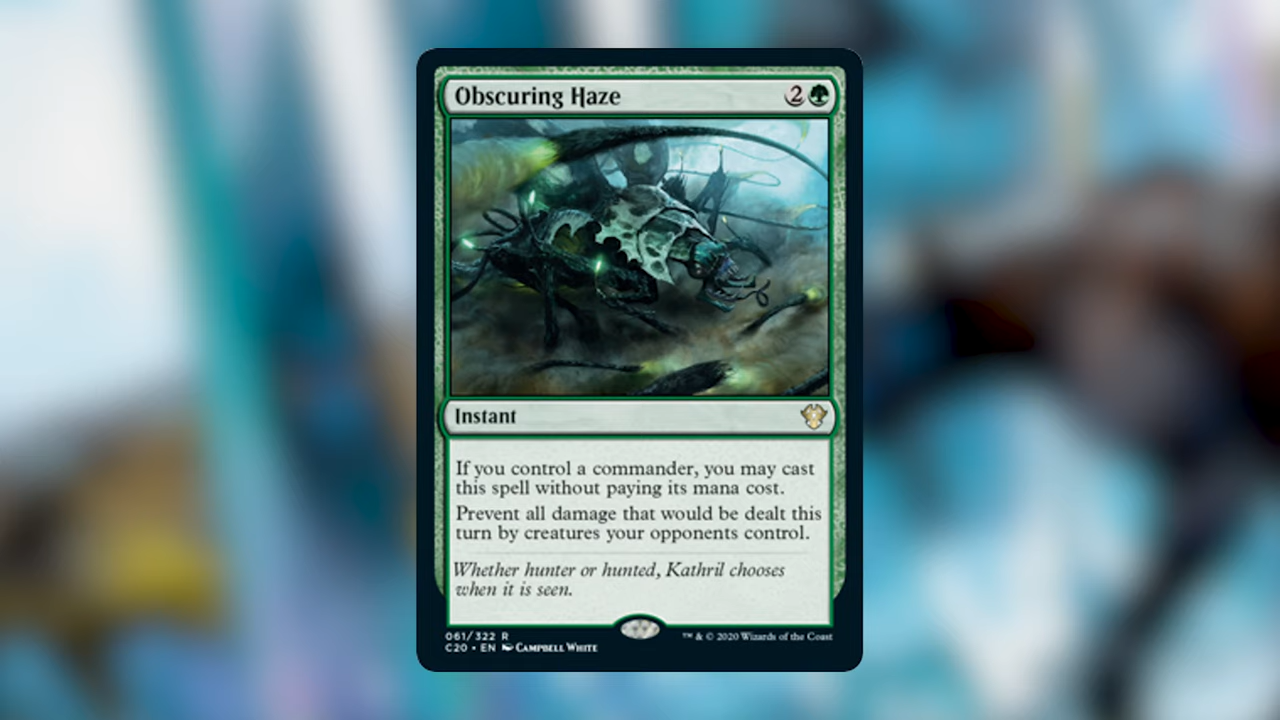 Obscuring Haze 2
Instant
If you control a commander, you may cast
this spell without paying its mana cost.
Prevent all damage that would be dealt this
turn by creatures your opponents control.
Whether hunter or hunted, Kathril chooses
when it is seen.
061/322 R
C20 • EN Campbell White
™ & © 2020 Wizards of the Coast